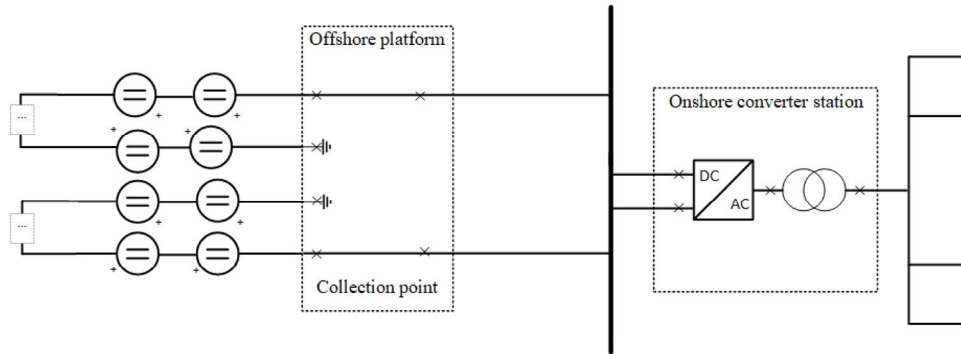 Offshore platform
Onshore converter station
+ +
...
+ +
DC
AC
...
+ +
+ +
Collection point